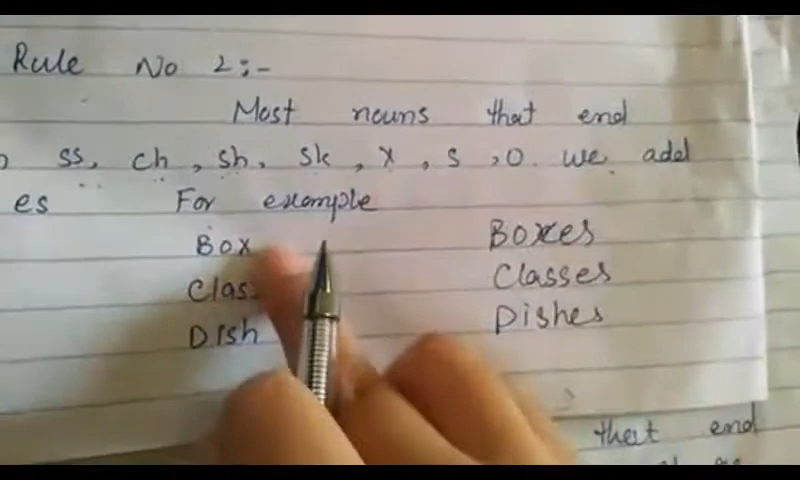 Rule No 2:-
Most nouns that end
ss, ch, sh, sk, x, s, o. we add
es For example
Box Boxes
Class Classes
Dish Dishes
that end